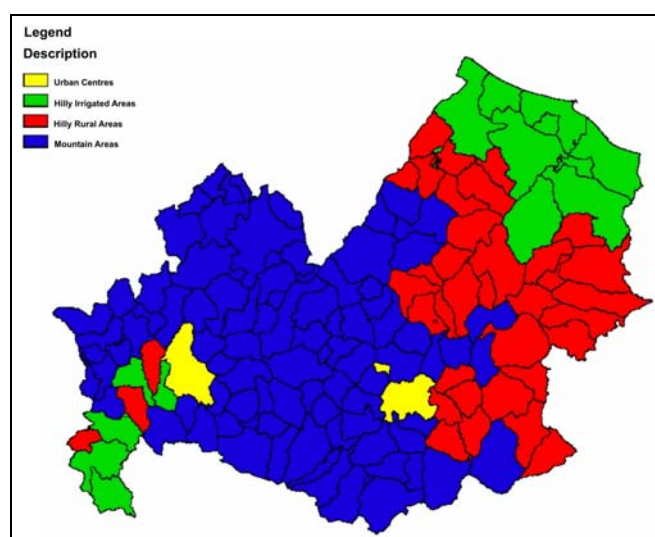 Legend
Description
Urban Centres
Hilly Irrigated Areas
Hilly Rural Areas
Mountain Areas